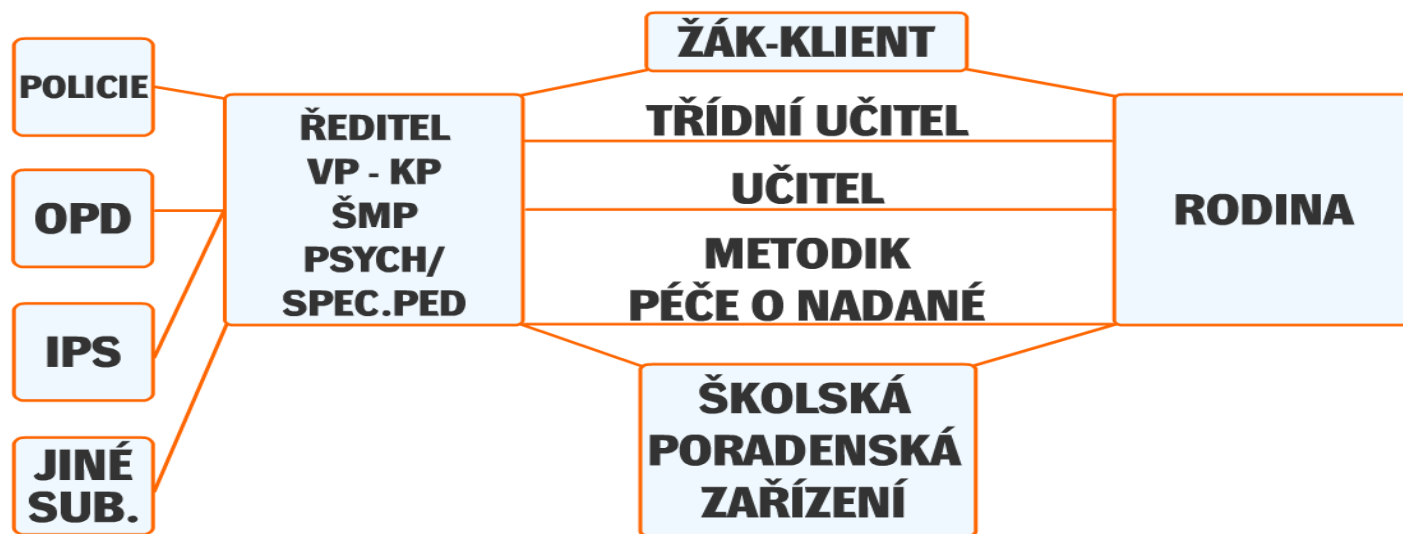 POLICIE
OPD
IPS
JINÉ
SUB.
ŘEDITEL
VP - KP
ŠMP
PSYCH/
SPEC.PED
ŽÁK-KLIENT
TŘÍDNÍ UČITEL
UČITEL
METODIK
PÉČE O NADANÉ
ŠKOLSKÁ
PORADENSKÁ
ZAŘÍZENÍ
RODINA